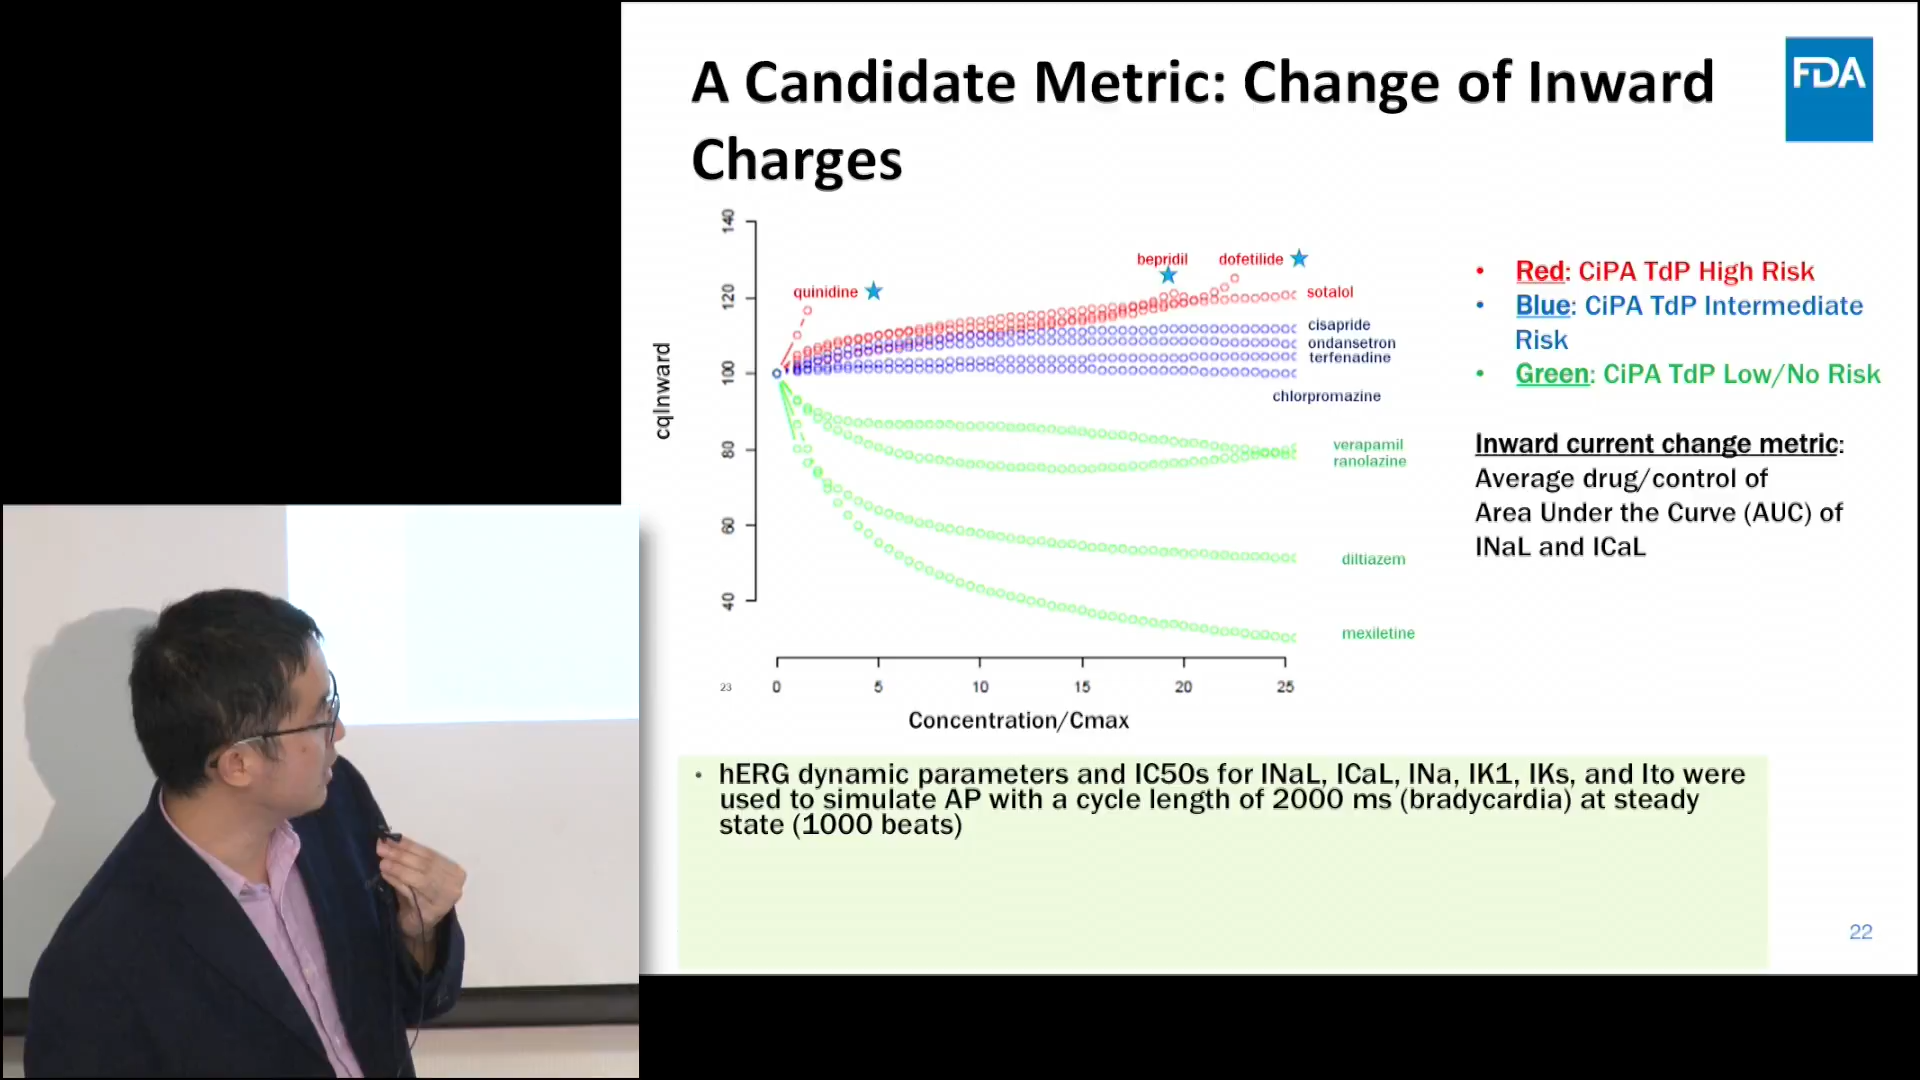 A Candidate Metric: Change of Inward
Charges
FDA
140
120
100
80
60
40
cqInward
quinidine
bepridil
dofetilide
sotalol
cisapride
ondansetron
terfenadine
chlorpromazine
verapamil
ranolazine
diltiazem
mexiletine
0 5 10 15 20 25
23
Concentration/Cmax
• Red: CiPA TdP High Risk
• Blue: CiPA TdP Intermediate
Risk
• Green: CiPA TdP Low/No Risk
Inward current change metric:
Average drug/control of
Area Under the Curve (AUC) of
INaL and ICaL
• hERG dynamic parameters and IC50s for INaL, ICaL, INa, IK1, IKs, and Ito were
used to simulate AP with a cycle length of 2000 ms (bradycardia) at steady
state (1000 beats)
22